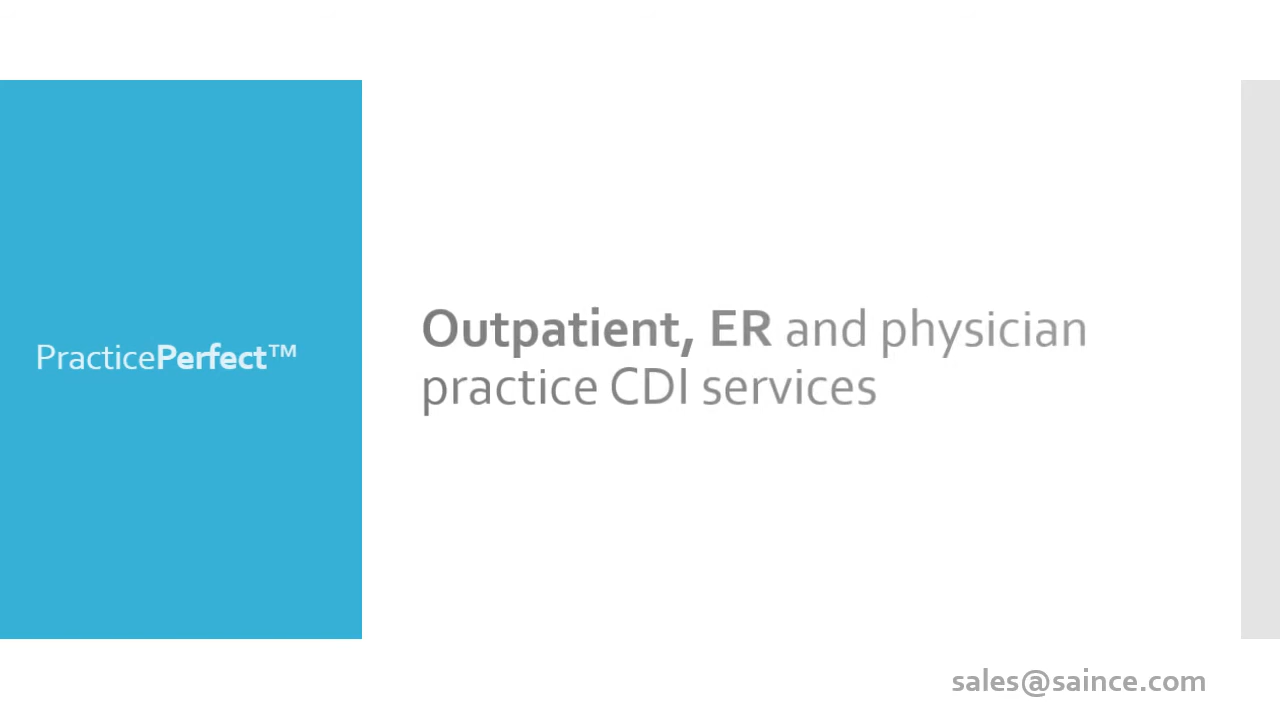 PracticePerfect™
Outpatient, ER and physician
practice CDI services
sales@saince.com